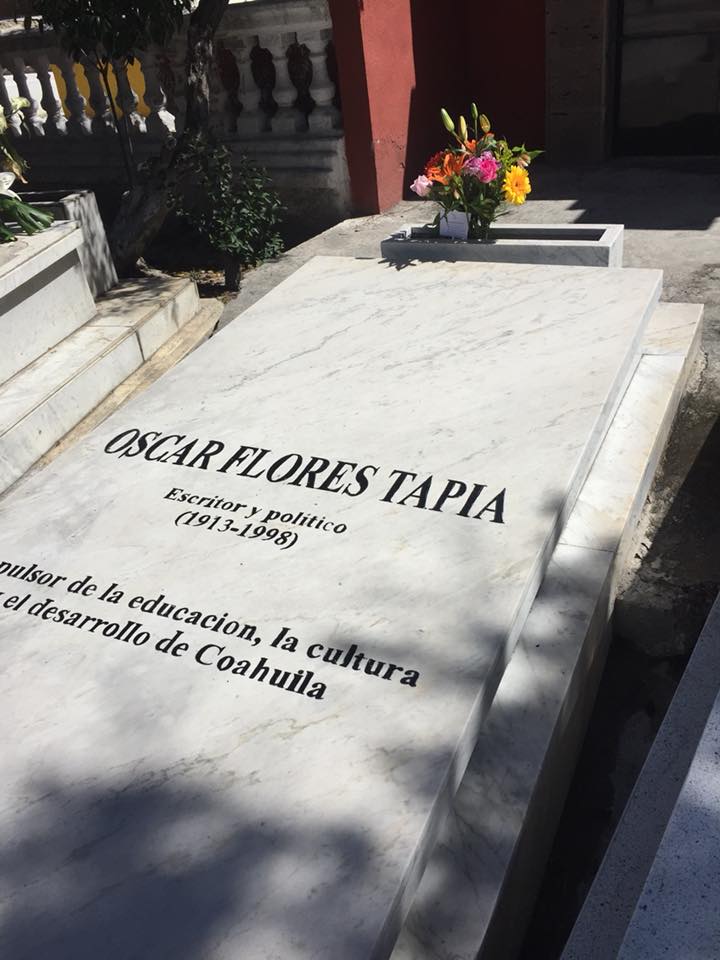 OSCAR FLORES TAPIA
Escritor y politico
(1913-1998)
pulsor de la educacion, la cultura
y el desarrollo de Coahuila